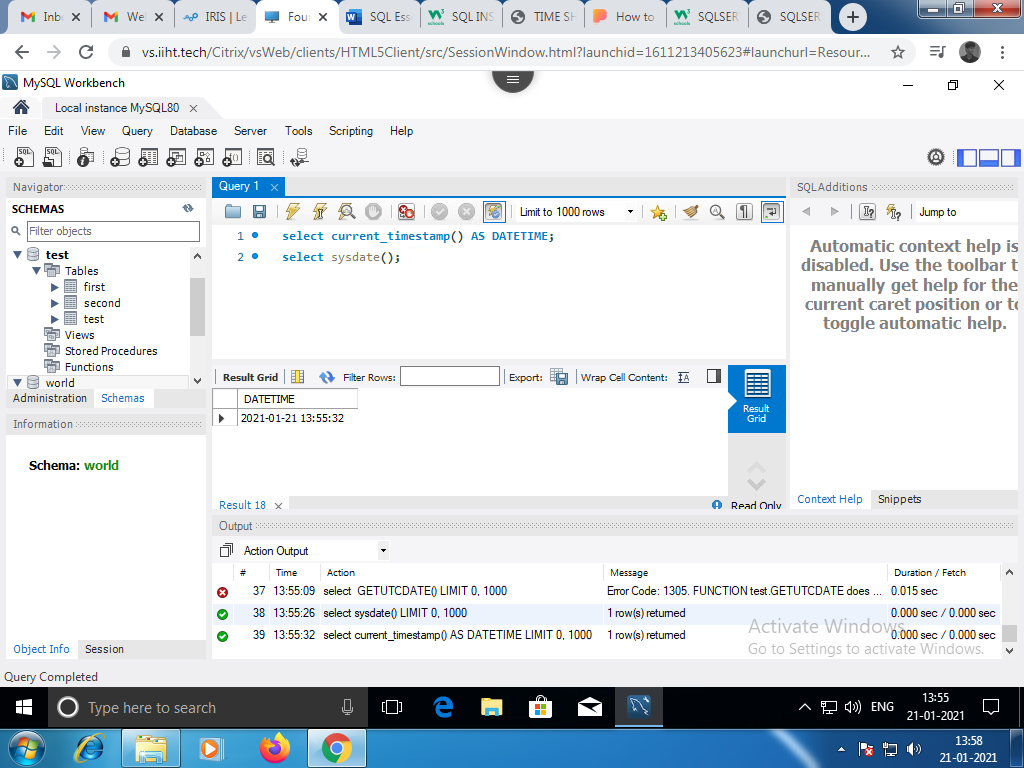 Inb
We
IRIS | Le
Four
SQL Ess
SQL INS
TIME SH
How to
SQLSER
SQLSER
vs.iiht.tech/Citrix/vsWeb/clients/HTML5Client/src/SessionWindow.html?launchid=1611213405623#launchurl=Resour...
MySQL Workbench
Local instance MySQL80
File Edit View Query Database Server Tools Scripting Help
Navigator
Query 1
SQLAdditions
SCHEMAS
Filter objects
Limit to 1000 rows
Jump to
test
Tables
first
second
test
Views
Stored Procedures
Functions
world
Administration Schemas
Information
Schema: world
Object Info Session
1 select current_timestamp() AS DATETIME;
2 select sysdate();
Result Grid Filter Rows: Export: Wrap Cell Content:
DATETIME
2021-01-21 13:55:32
Result
Grid
Result 18
Read Only
Automatic context help is
disabled. Use the toolbar t
manually get help for the
current caret position or to
toggle automatic help.
Context Help Snippets
Output
Action Output
# Time Action Message Duration / Fetch
37 13:55:09 select GETUTCDATE() LIMIT 0, 1000 Error Code: 1305. FUNCTION test.GETUTCDATE does ... 0.015 sec
38 13:55:26 select sysdate() LIMIT 0, 1000 1 row(s) returned 0.000 sec / 0.000 sec
39 13:55:32 select current_timestamp() AS DATETIME LIMIT 0, 1000 1 row(s) returned 0.000 sec / 0.000 sec
Activate Windows
Go to Settings to activate Windows.
Query Completed
Type here to search
ENG
13:55
21-01-2021
13:58
21-01-2021